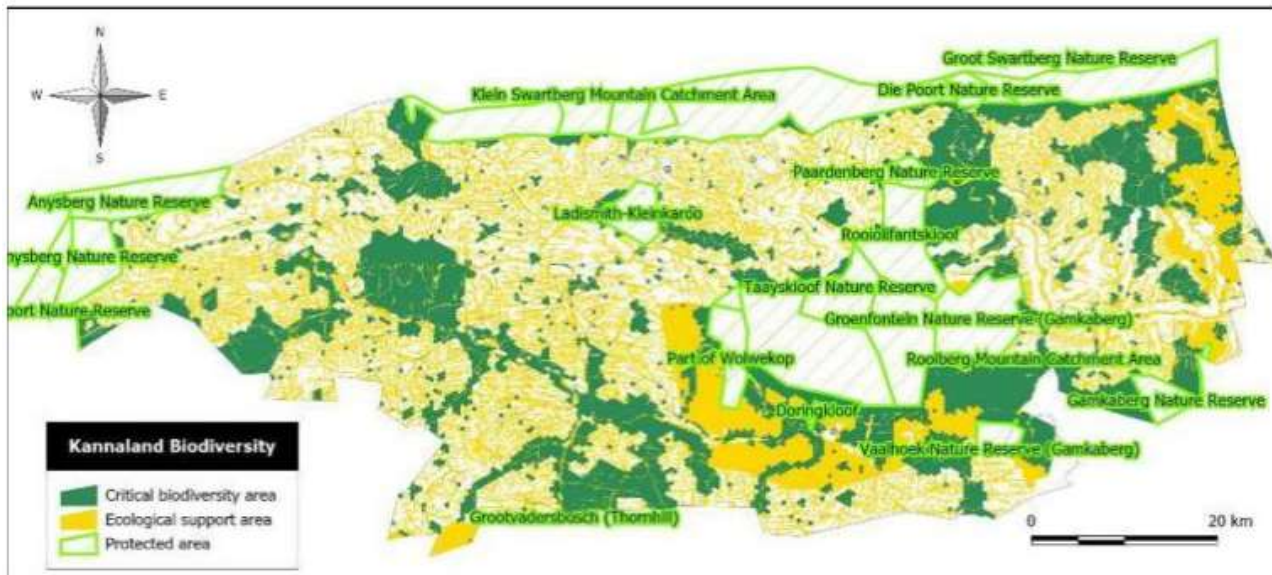 N
W E
S
Groot Swartberg Nature Reserve
Klein Swartberg Mountain Catchment Area
Die Poort Nature Reserve
Paardenberg Nature Reserve
Anysberg Nature Reserve
Ladismith-Kleinkaroo
Rooiolifantskloof
nysberg Nature Reserve
Taayskloof Nature Reserve
port Nature Reserve
Groenfontein Nature Reserve (Gamkaberg)
Part of Wolwekop
Rooiberg Mountain Catchment Area
Gamkaberg Nature Reserve
Doringkloof
Vaalhoek Nature Reserve (Gamkaberg)
Grootvadersbosch (Thornhill)
Kannaland Biodiversity
Critical biodiversity area
Ecological support area
Protected area
0 20 km